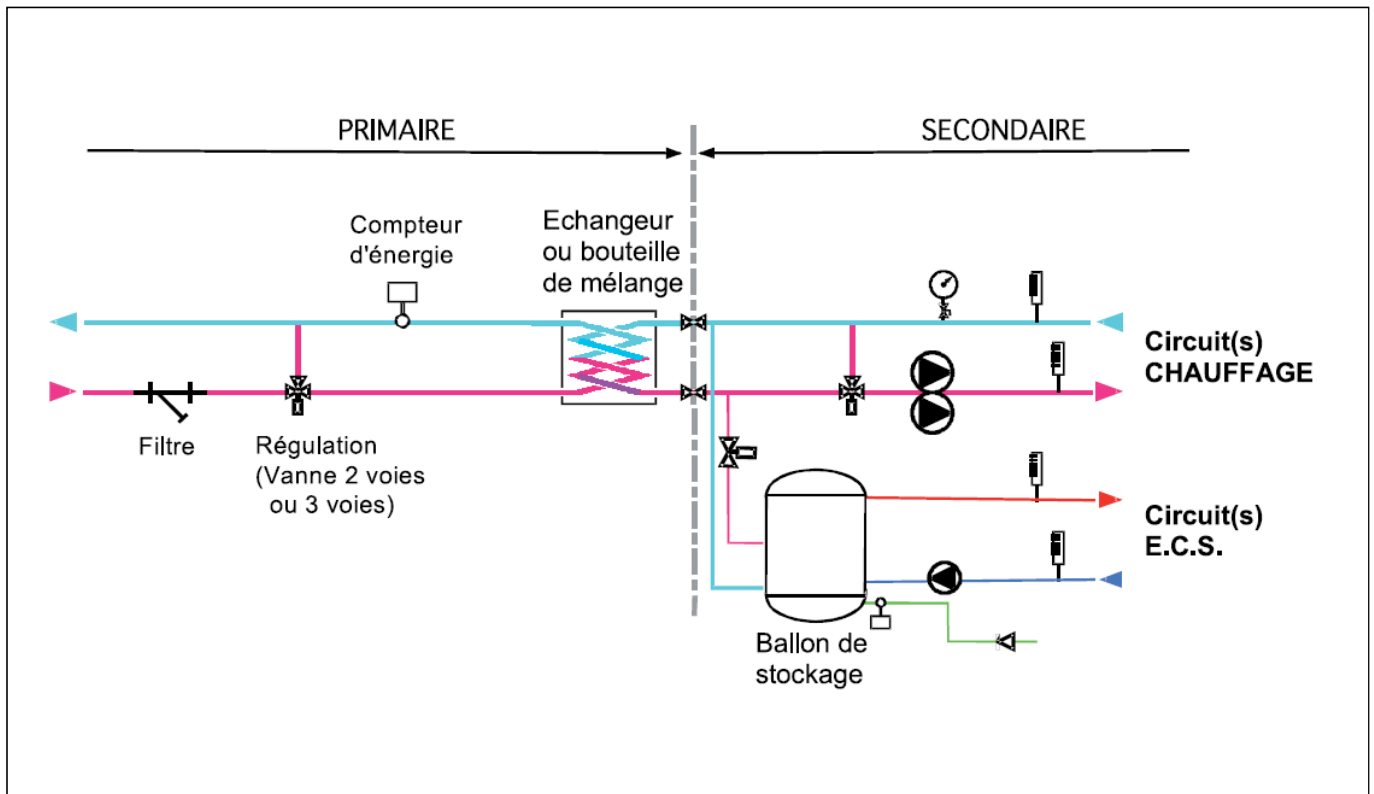 PRIMAIRE
SECONDAIRE
Compteur
d'énergie
Echangeur
ou bouteille
de mélange
Circuit(s)
CHAUFFAGE
Filtre
Régulation
(Vanne 2 voies
ou 3 voies)
Circuit(s)
E.C.S.
Ballon de
stockage